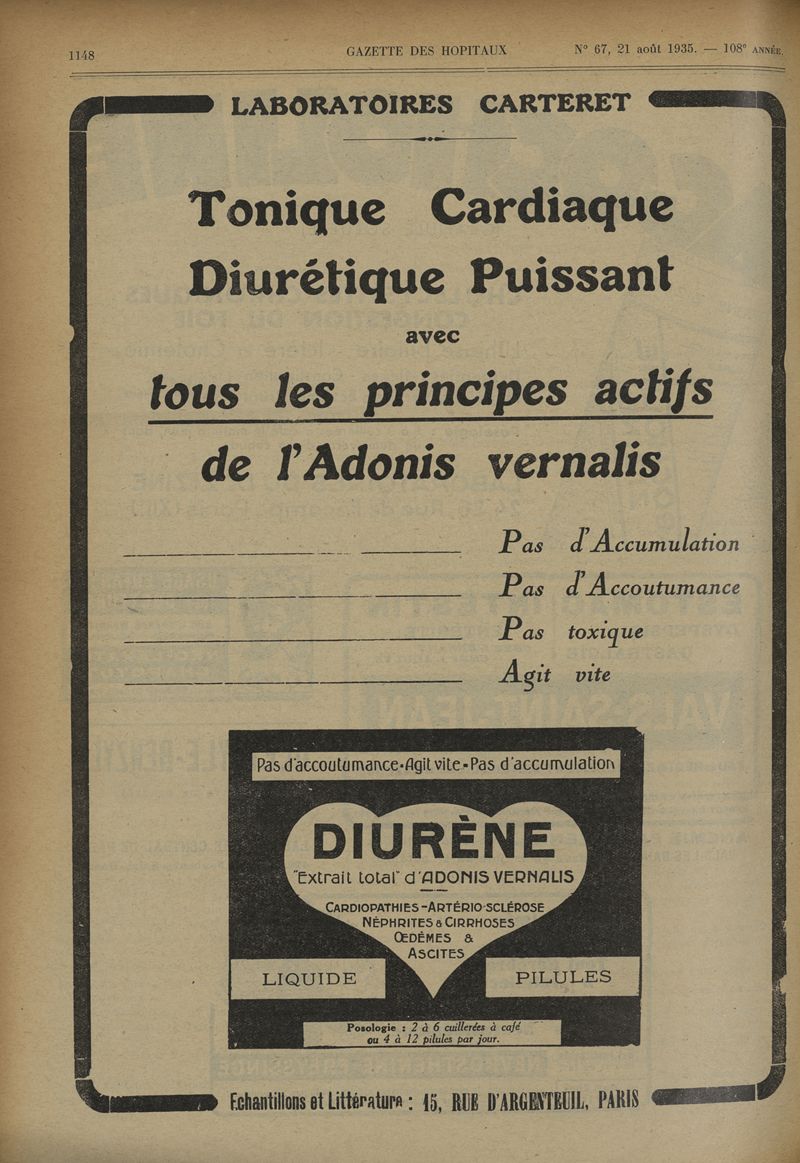 1148
GAZETTE DES HOPITAUX
N° 67, 21 août 1935. — 108e ANNÉE.
LABORATOIRES CARTERET
Tonique Cardiaque
Diurétique Puissant
avec
tous les principes actifs
de l'Adonis vernalis
Pas d'Accumulation
Pas d'Accoutumance
Pas toxique
Agit vite
Pas d'accoutumance-Agit vite-Pas d'accumulation
DIURÈNE
"Extrait total" d'ADONIS VERNALIS
CARDIOPATHIES-ARTÉRIO-SCLÉROSE
NÉPHRITES & CIRRHOSES
ŒDÈMES &
ASCITES
LIQUIDE
PILULES
Posologie : 2 à 6 cuillerées à café
ou 4 à 12 pilules par jour.
Echantillons et Littérature : 15, RUE D'ARGENTEUIL, PARIS